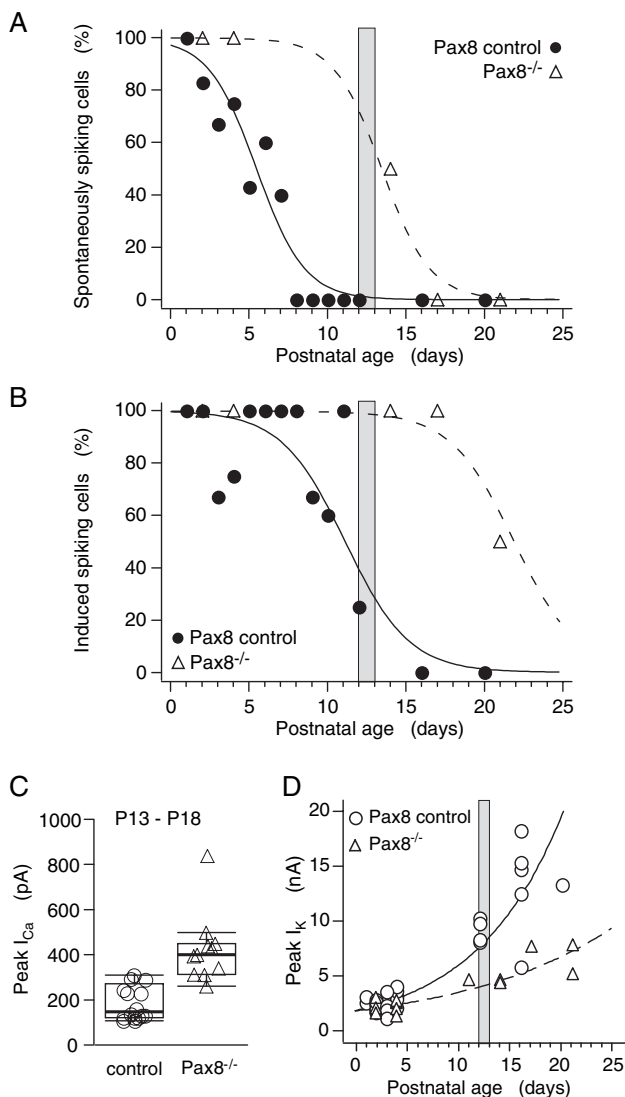 A
Spontaneously spiking cells (%)
100
80
60
40
20
0
Pax8 control
Pax8-/-
0 5 10 15 20 25
Postnatal age (days)
B
Induced spiking cells (%)
100
80
60
40
20
0
Pax8 control
Pax8-/-
0 5 10 15 20 25
Postnatal age (days)
C
P13 - P18
Peak ICa (pA)
1000
800
600
400
200
0
control Pax8-/-
D
Pax8 control
Pax8-/-
Peak IK (nA)
20
15
10
5
0
0 5 10 15 20 25
Postnatal age (days)